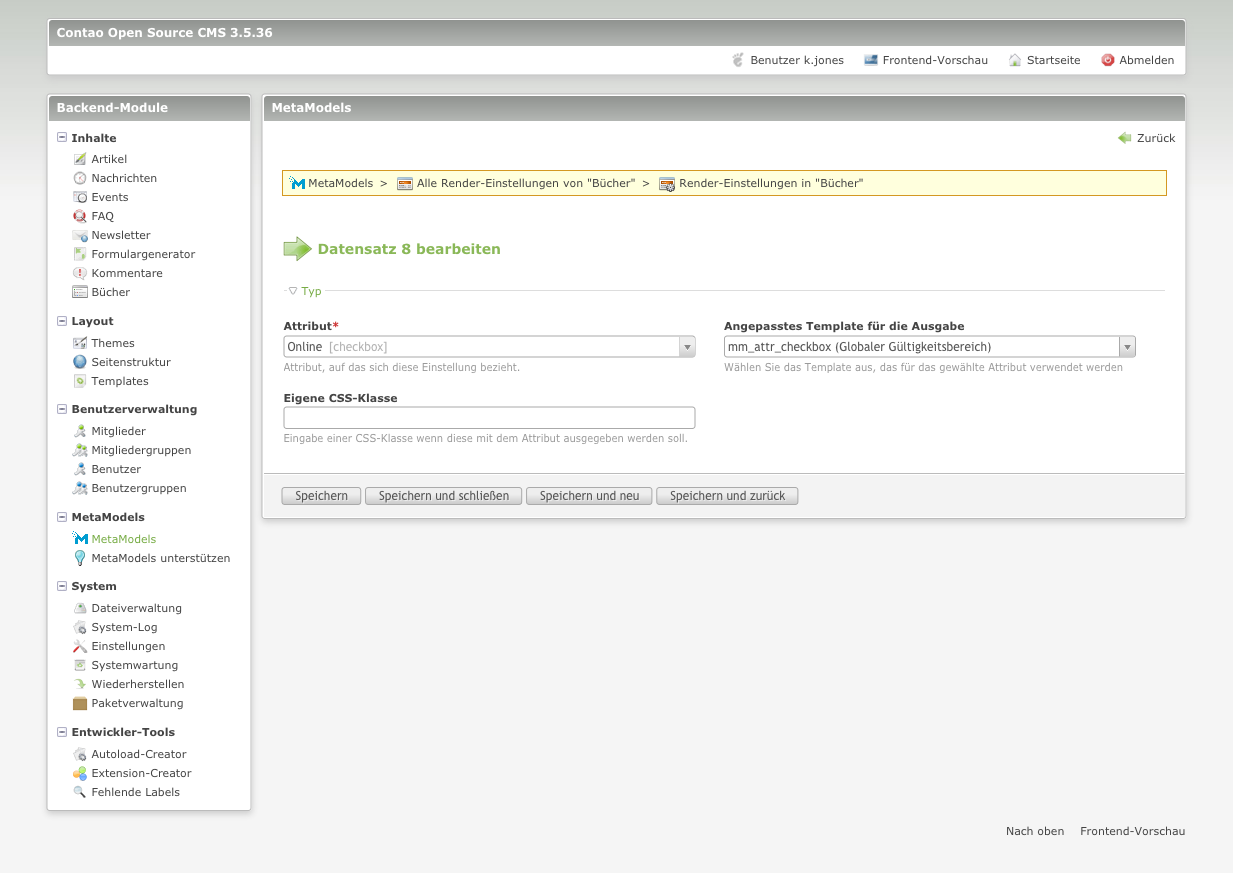 Contao Open Source CMS 3.5.36
Benutzer k.jones Frontend-Vorschau Startseite Abmelden
Backend-Module
Inhalte
Artikel
Nachrichten
Events
FAQ
Newsletter
Formulargenerator
Kommentare
Bücher
Layout
Themes
Seitenstruktur
Templates
Benutzerverwaltung
Mitglieder
Mitgliedergruppen
Benutzer
Benutzergruppen
MetaModels
MetaModels
MetaModels unterstützen
System
Dateiverwaltung
System-Log
Einstellungen
Systemwartung
Wiederherstellen
Paketverwaltung
Entwickler-Tools
Autoload-Creator
Extension-Creator
Fehlende Labels
MetaModels
Zurück
MetaModels > Alle Render-Einstellungen von "Bücher" > Render-Einstellungen in "Bücher"
Datensatz 8 bearbeiten
Typ
Attribut*
Online [checkbox]
Attribut, auf das sich diese Einstellung bezieht.
Angepasstes Template für die Ausgabe
mm_attr_checkbox (Globaler Gültigkeitsbereich)
Wählen Sie das Template aus, das für das gewählte Attribut verwendet werden
Eigene CSS-Klasse
Eingabe einer CSS-Klasse wenn diese mit dem Attribut ausgegeben werden soll.
Speichern Speichern und schließen Speichern und neu Speichern und zurück
Nach oben Frontend-Vorschau